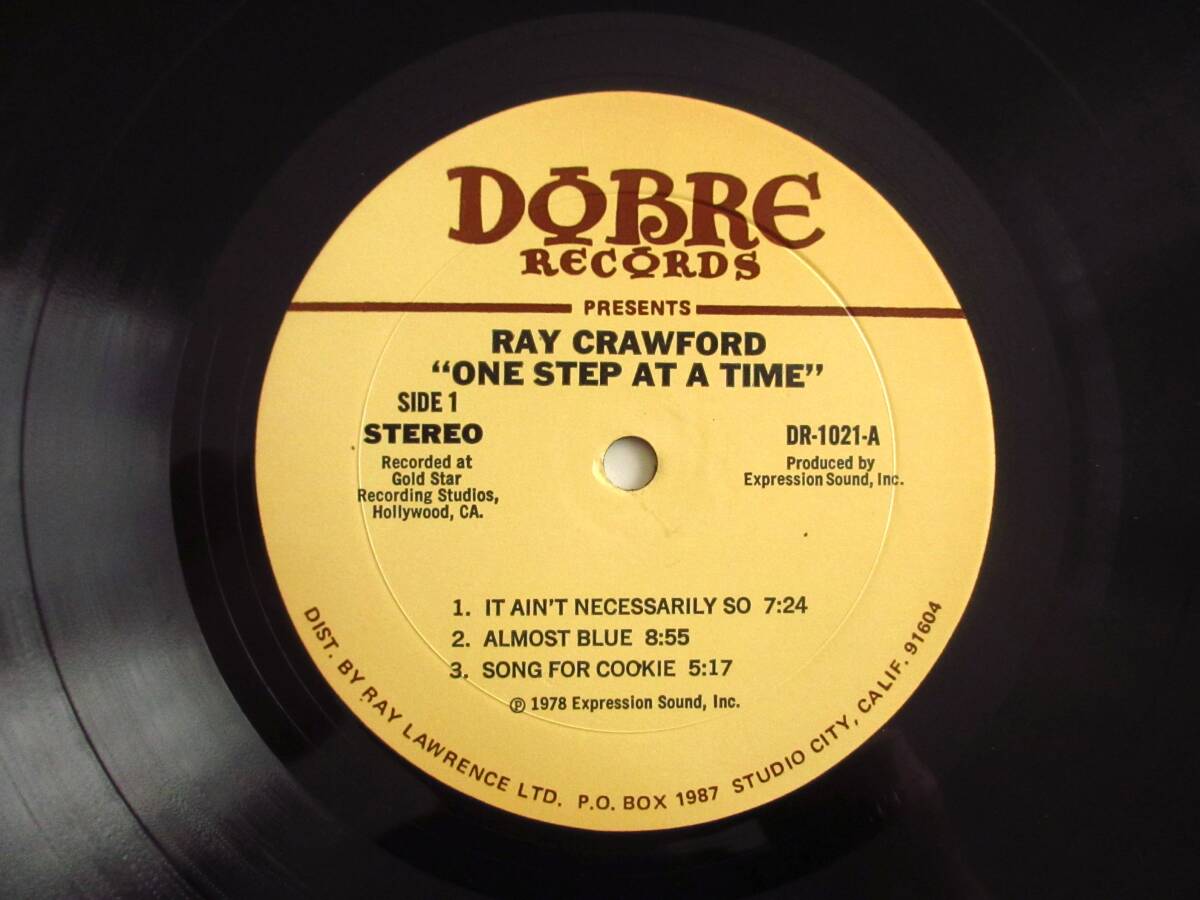 DOBRE
RECORDS
PRESENTS
RAY CRAWFORD
"ONE STEP AT A TIME"
SIDE 1
STEREO
Recorded at
Gold Star
Recording Studios,
Hollywood, CA.
DR-1021-A
Produced by
Expression Sound, Inc.
1. IT AIN'T NECESSARILY SO 7:24
2. ALMOST BLUE 8:55
3. SONG FOR COOKIE 5:17
℗ 1978 Expression Sound, Inc.
DIST. BY RAY LAWRENCE LTD. P.O. BOX 1987 STUDIO CITY, CALIF. 91604